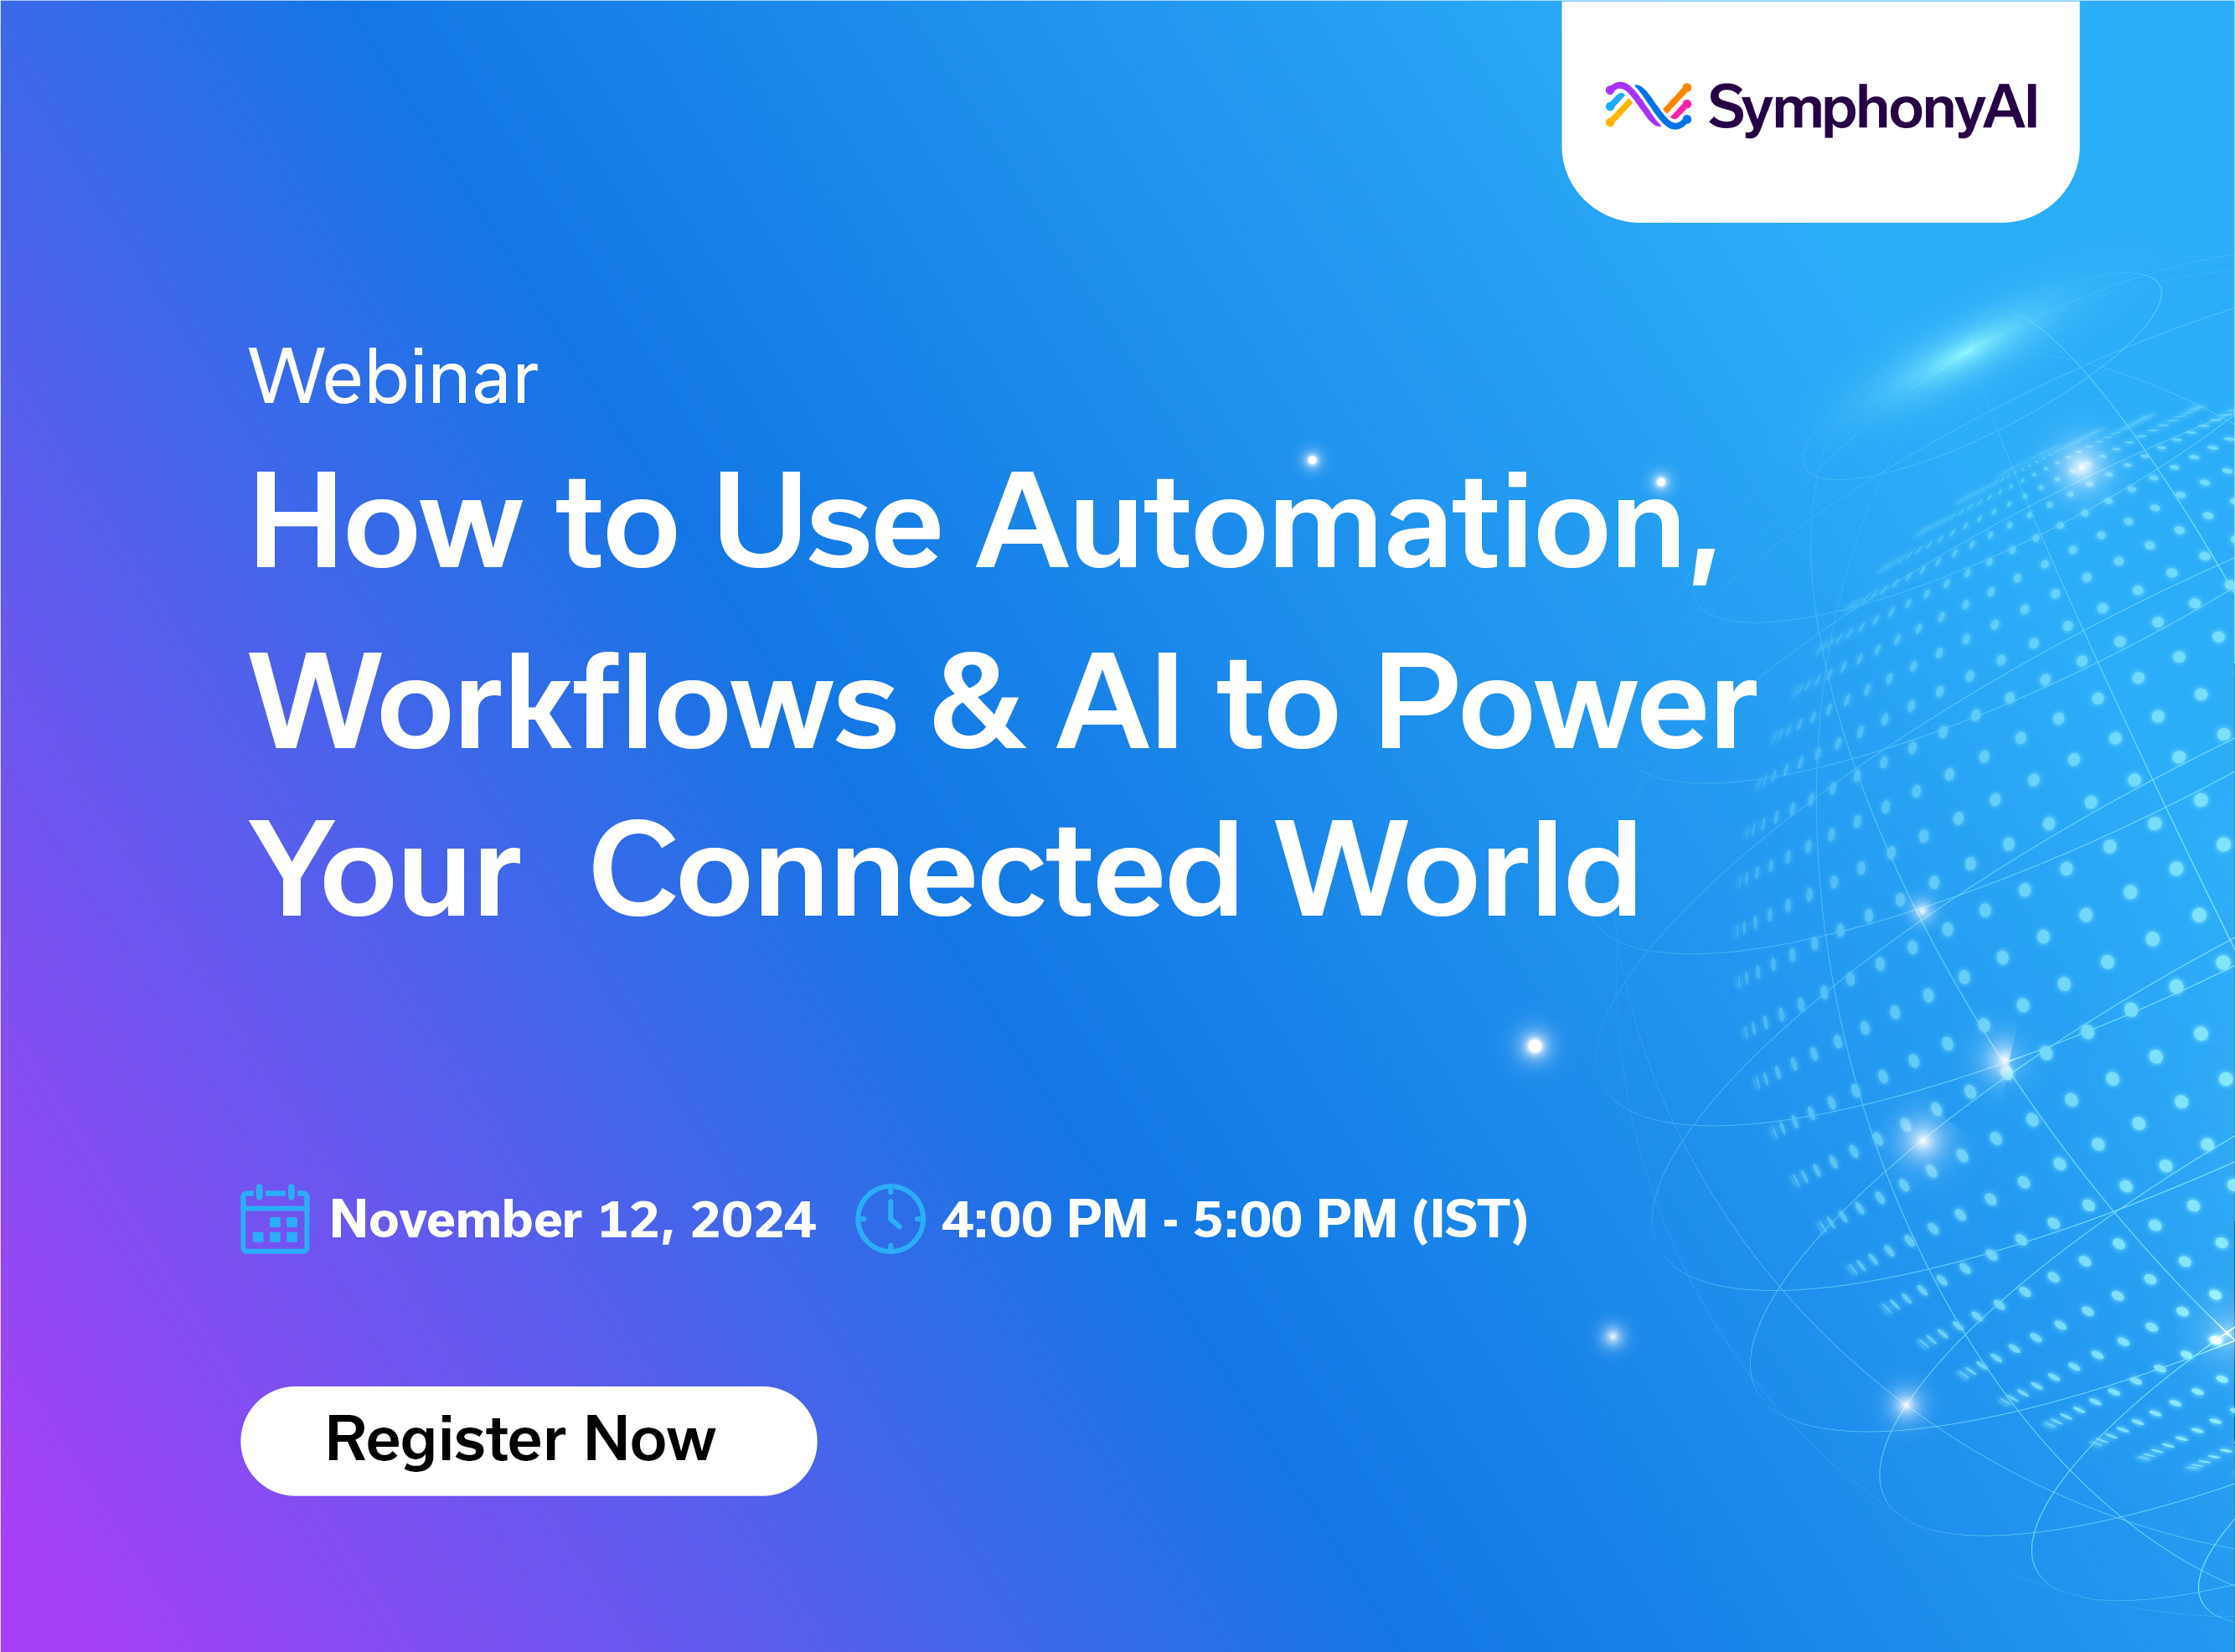 SymphonyAI
Webinar
How to Use Automation,
Workflows & AI to Power
Your Connected World
November 12, 2024 4:00 PM - 5:00 PM (IST)
Register Now